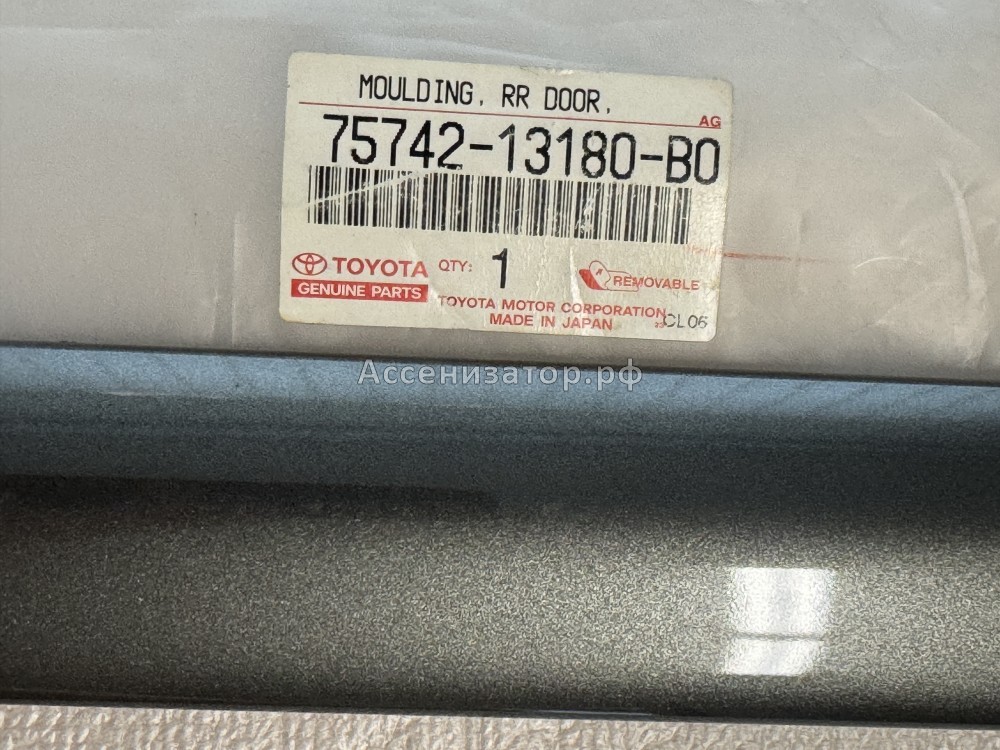 MOULDING, RR DOOR,
AG
75742-13180-B0
TOYOTA QTY: 1 REMOVABLE
GENUINE PARTS
TOYOTA MOTOR CORPORATION
MADE IN JAPAN CL06
Ассенизатор.рф